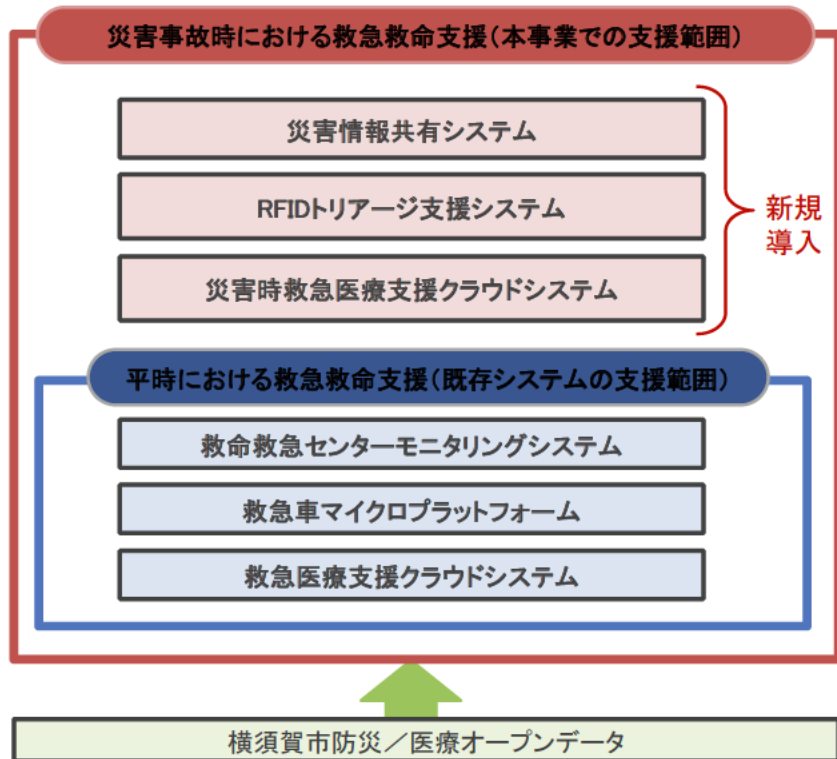 災害事故時における救急救命支援(本事業での支援範囲)
災害情報共有システム
RFIDトリアージ支援システム
災害時救急医療支援クラウドシステム
新規
導入
平時における救急救命支援(既存システムの支援範囲)
救命救急センターモニタリングシステム
救急車マイクロプラットフォーム
救急医療支援クラウドシステム
横須賀市防災／医療オープンデータ